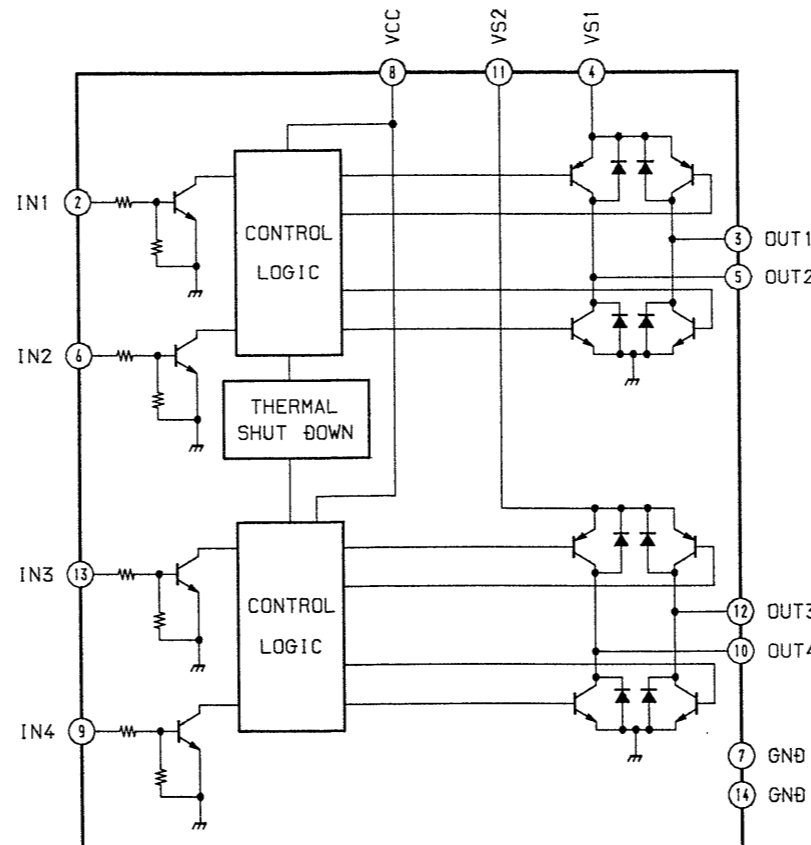 VCC VS2 VS1
8 11 4
IN1 2
CONTROL
LOGIC
3 OUT1
5 OUT2
IN2 6
THERMAL
SHUT DOWN
IN3 13
CONTROL
LOGIC
12 OUT3
10 OUT4
IN4 9
7 GND
14 GND